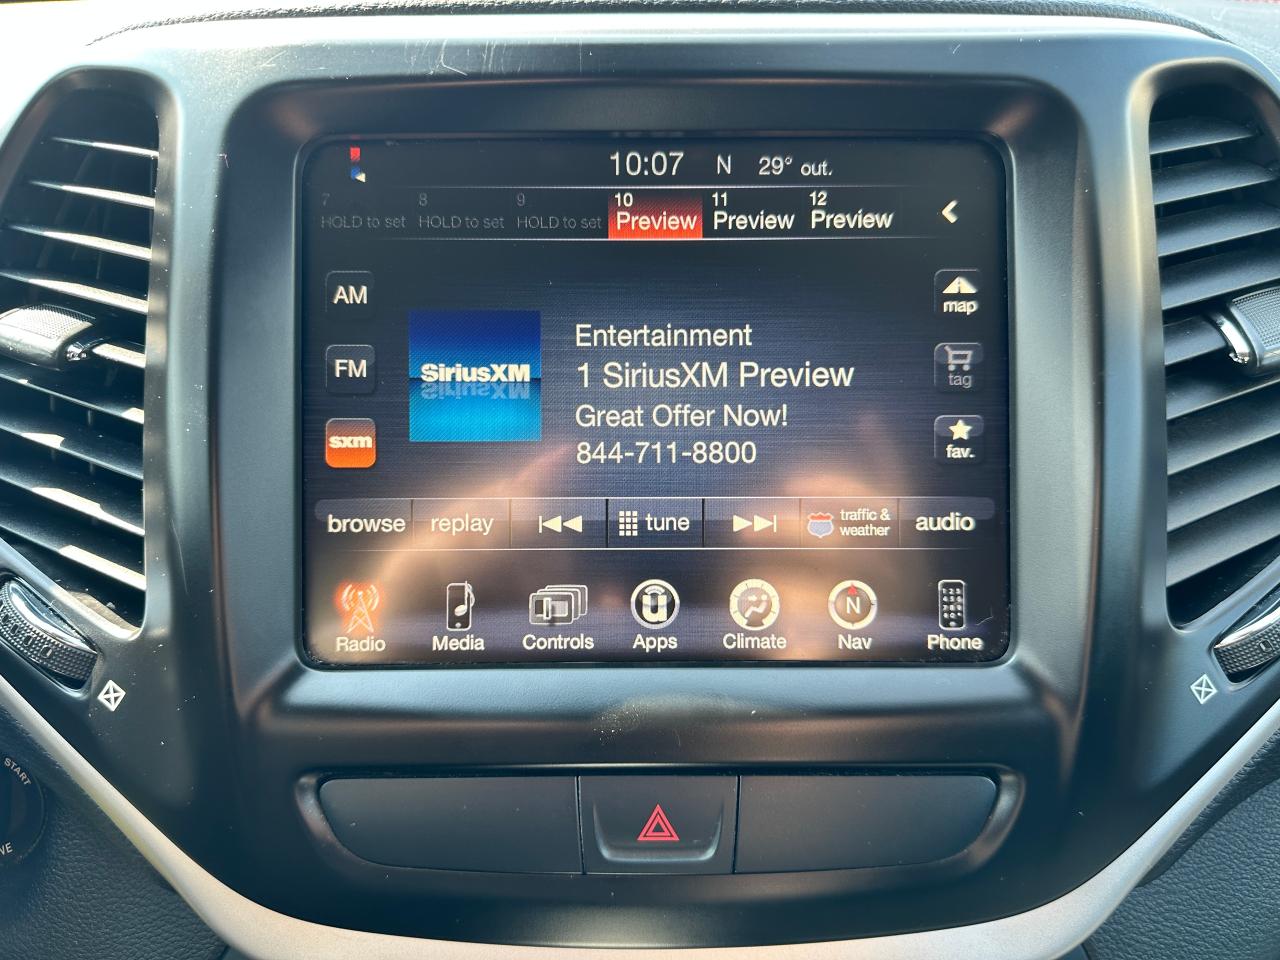 10:07 N 29° out.
7 8 9 10 11 12
HOLD to set HOLD to set HOLD to set Preview Preview Preview
AM
map
Entertainment
FM
SiriusXM
1 SiriusXM Preview
tag
Great Offer Now!
sxm
844-711-8800
fav.
browse replay tune traffic & weather audio
N
Radio Media Controls Apps Climate Nav Phone
START